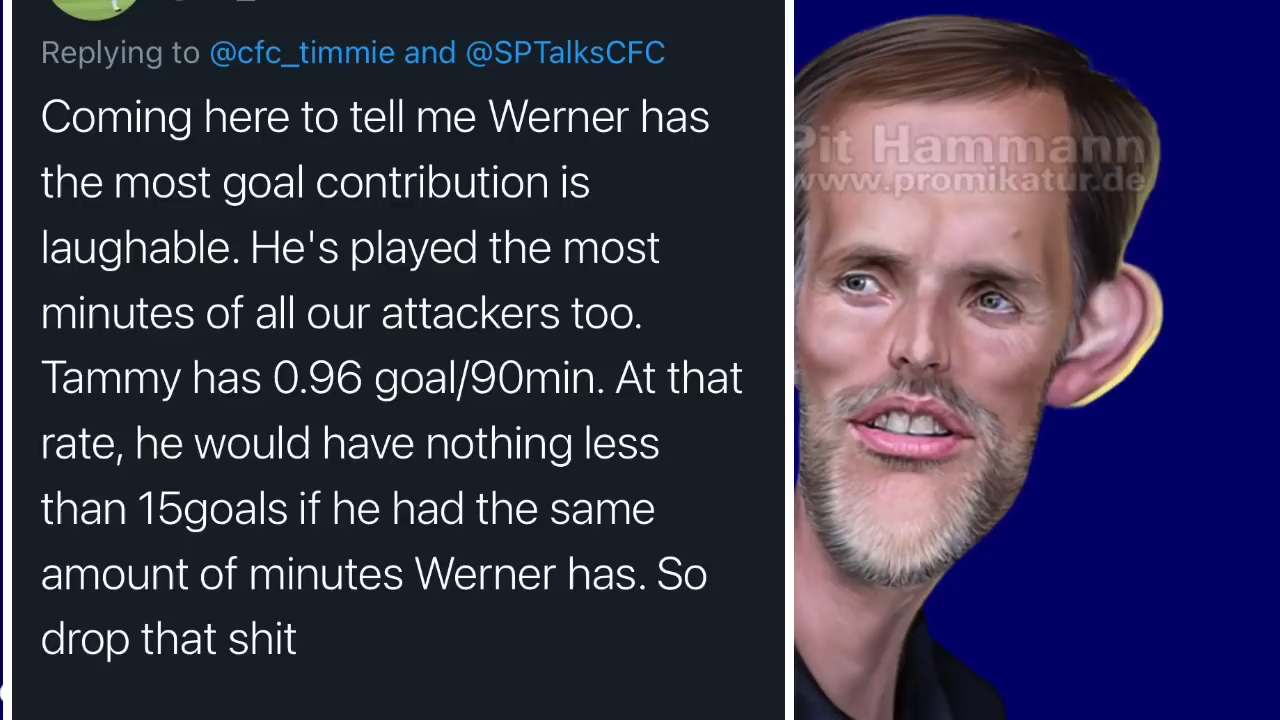 Replying to @cfc_timmie and @SPTalksCFC
Coming here to tell me Werner has
the most goal contribution is
laughable. He's played the most
minutes of all our attackers too.
Tammy has 0.96 goal/90min. At that
rate, he would have nothing less
than 15goals if he had the same
amount of minutes Werner has. So
drop that shit
Pit Hammann
www.promikatur.de